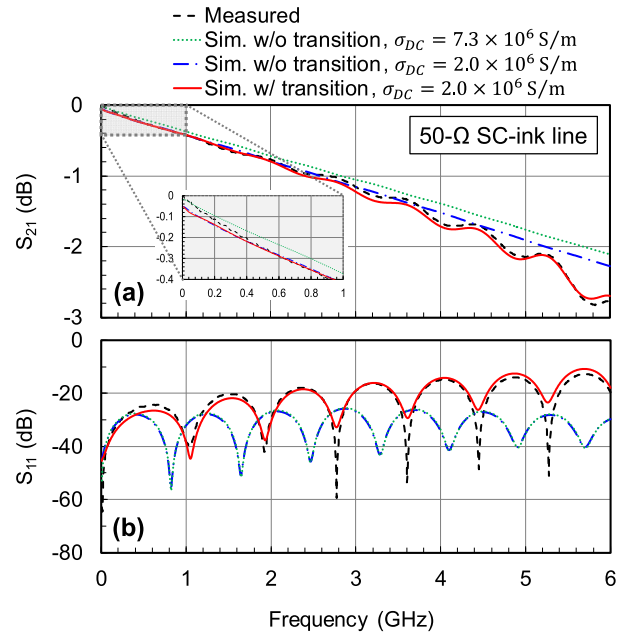 Measured
Sim. w/o transition, σDC = 7.3 × 10⁶ S/m
Sim. w/o transition, σDC = 2.0 × 10⁶ S/m
Sim. w/ transition, σDC = 2.0 × 10⁶ S/m
0
-1
-2
-3
S21 (dB)
50-Ω SC-ink line
0
-0.1
-0.2
-0.3
-0.4
0 0.2 0.4 0.6 0.8 1
(a)
0
-20
-40
-60
-80
S11 (dB)
(b)
0 1 2 3 4 5 6
Frequency (GHz)